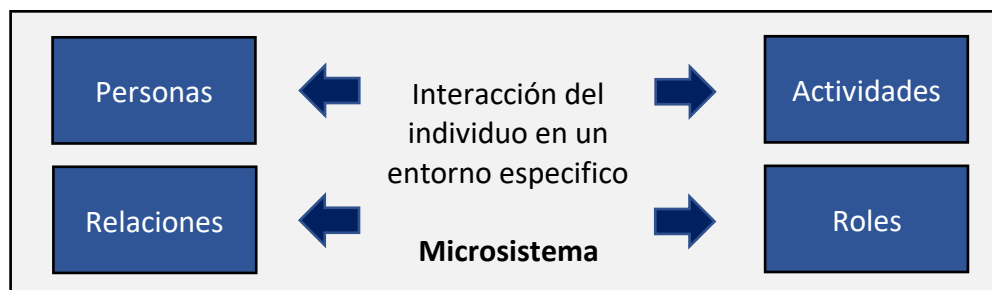 Personas
Relaciones
Interacción del
individuo en un
entorno especifico
Microsistema
Actividades
Roles